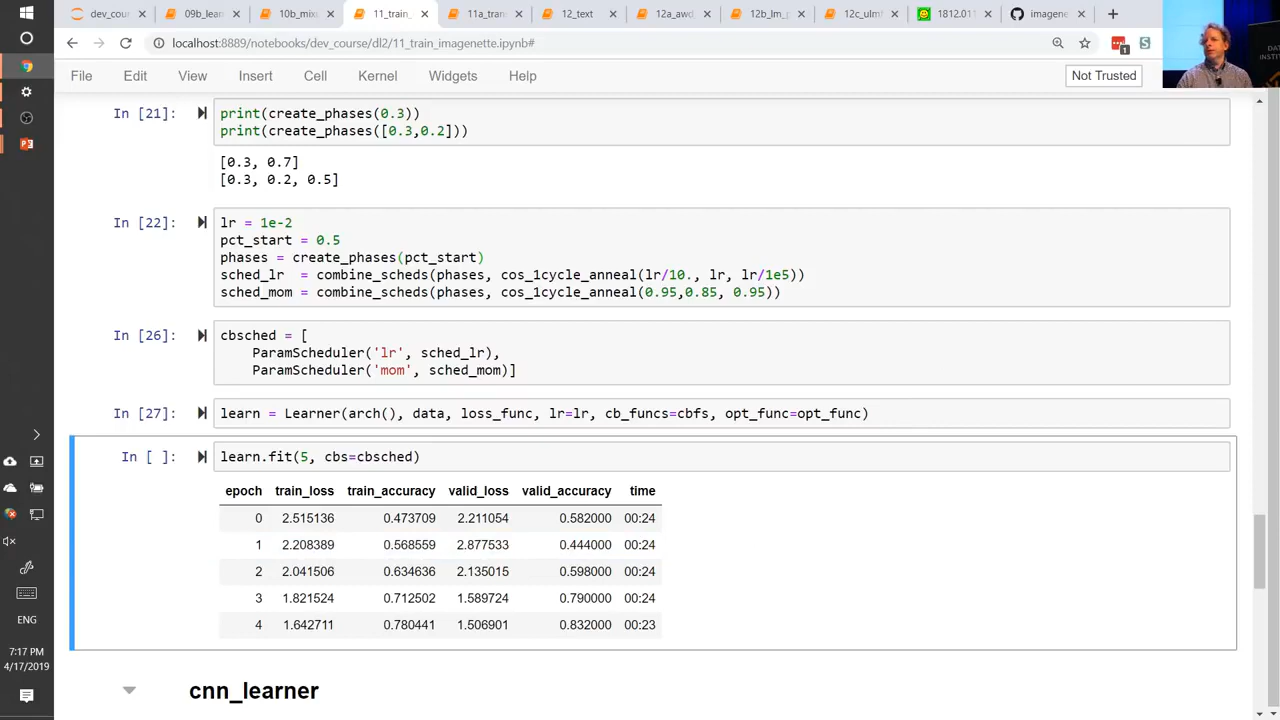 dev_cou
09b_lear
10b_mix
11_train_
11a_tran
12_text
12a_awd
12b_lm_p
12c_ulmf
1812.011
imagene
localhost:8889/notebooks/dev_course/dl2/11_train_imagenette.ipynb#
1
File Edit View Insert Cell Kernel Widgets Help
Not Trusted
In [21]: print(create_phases(0.3))
print(create_phases([0.3,0.2]))
[0.3, 0.7]
[0.3, 0.2, 0.5]
In [22]: lr = 1e-2
pct_start = 0.5
phases = create_phases(pct_start)
sched_lr  = combine_scheds(phases, cos_1cycle_anneal(lr/10., lr, lr/1e5))
sched_mom = combine_scheds(phases, cos_1cycle_anneal(0.95,0.85, 0.95))
In [26]: cbsched = [
ParamScheduler('lr', sched_lr),
ParamScheduler('mom', sched_mom)]
In [27]: learn = Learner(arch(), data, loss_func, lr=lr, cb_funcs=cbfs, opt_func=opt_func)
In [ ]: learn.fit(5, cbs=cbsched)
epoch train_loss train_accuracy valid_loss valid_accuracy time
0 2.515136 0.473709 2.211054 0.582000 00:24
1 2.208389 0.568559 2.877533 0.444000 00:24
2 2.041506 0.634636 2.135015 0.598000 00:24
3 1.821524 0.712502 1.589724 0.790000 00:24
4 1.642711 0.780441 1.506901 0.832000 00:23
cnn_learner
ENG
7:17 PM
4/17/2019